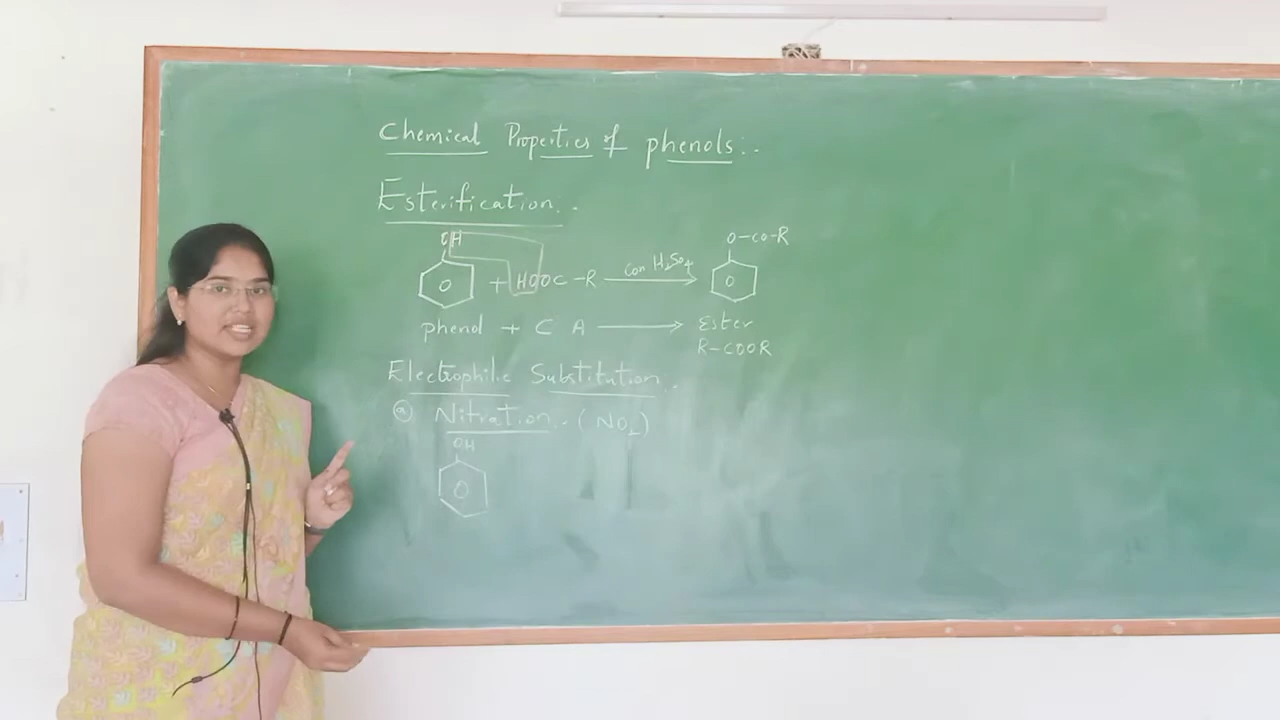 Chemical Properties of phenols:-
Esterification:-
OH O-CO-R
+ HOOC-R Con H₂SO₄
phenol + C A → Ester
R-COOR
Electrophilic Substitution:-
ⓐ Nitration:- (NO₂)
OH